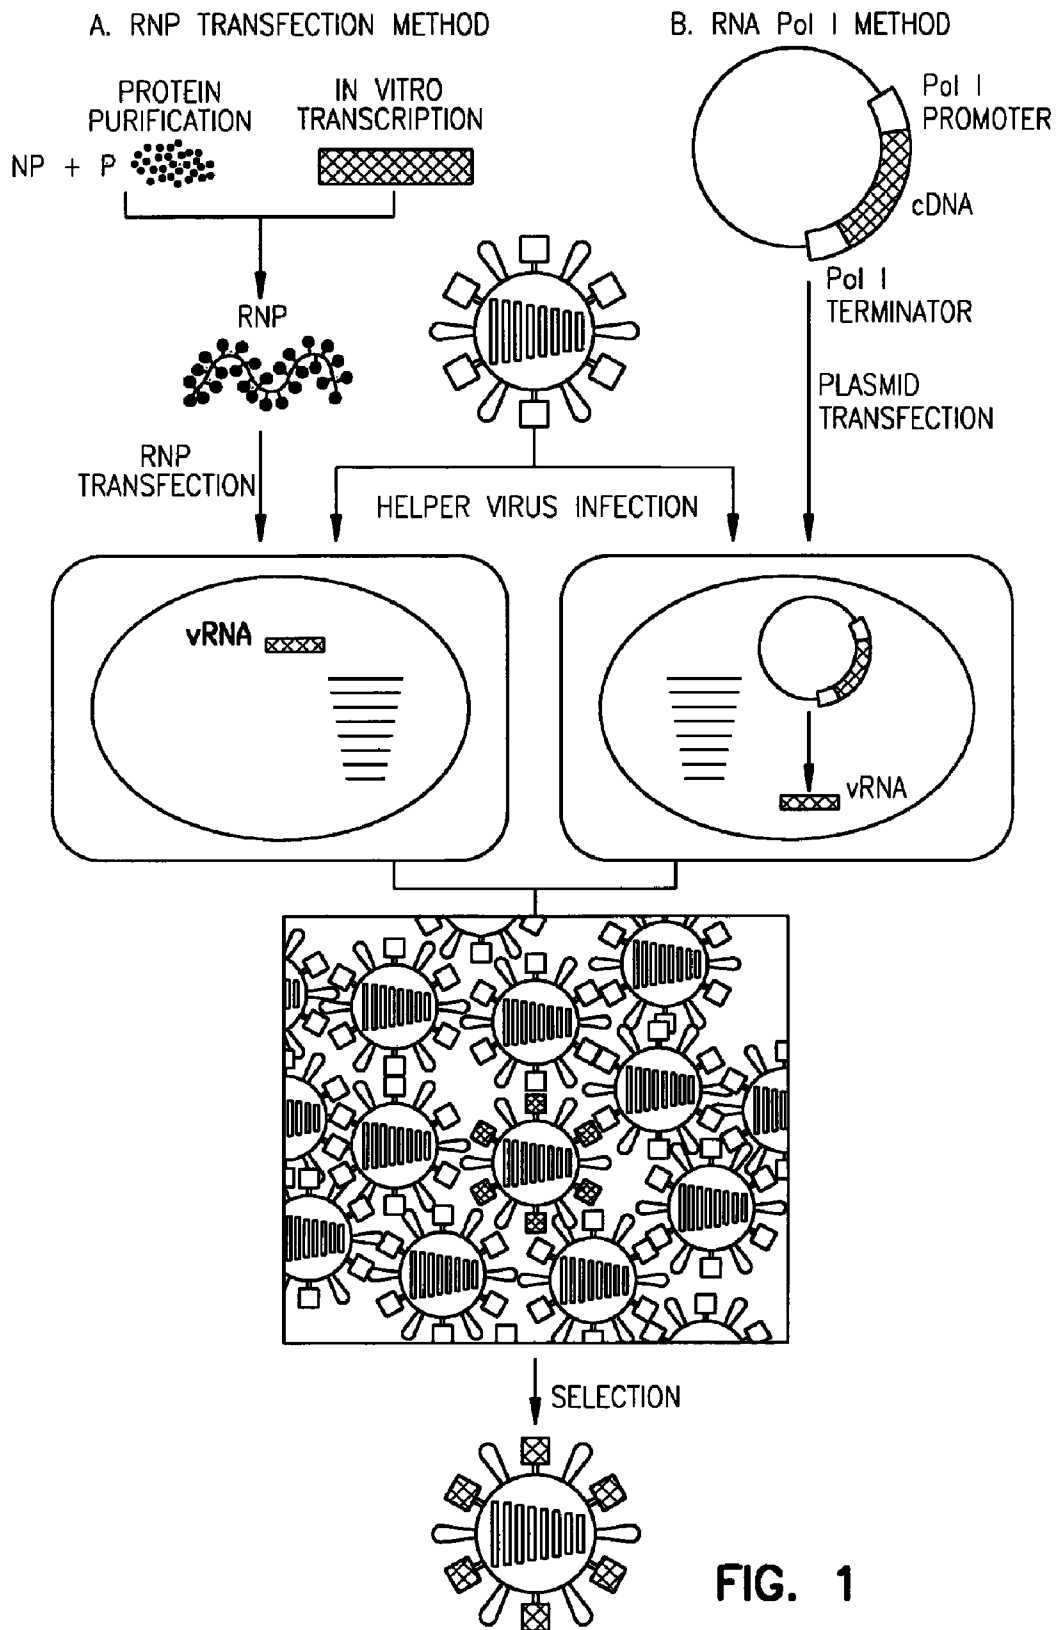 A. RNP TRANSFECTION METHOD
PROTEIN
PURIFICATION
IN VITRO
TRANSCRIPTION
NP + P
RNP
RNP
TRANSFECTION
B. RNA Pol I METHOD
Pol I
PROMOTER
cDNA
Pol I
TERMINATOR
PLASMID
TRANSFECTION
HELPER VIRUS INFECTION
vRNA
vRNA
SELECTION
FIG. 1